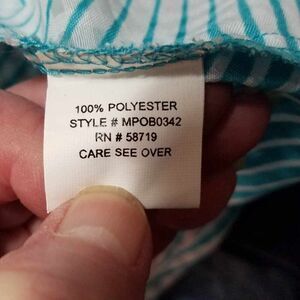 100% POLYESTER
STYLE # MPOB0342
RN # 58719
CARE SEE OVER